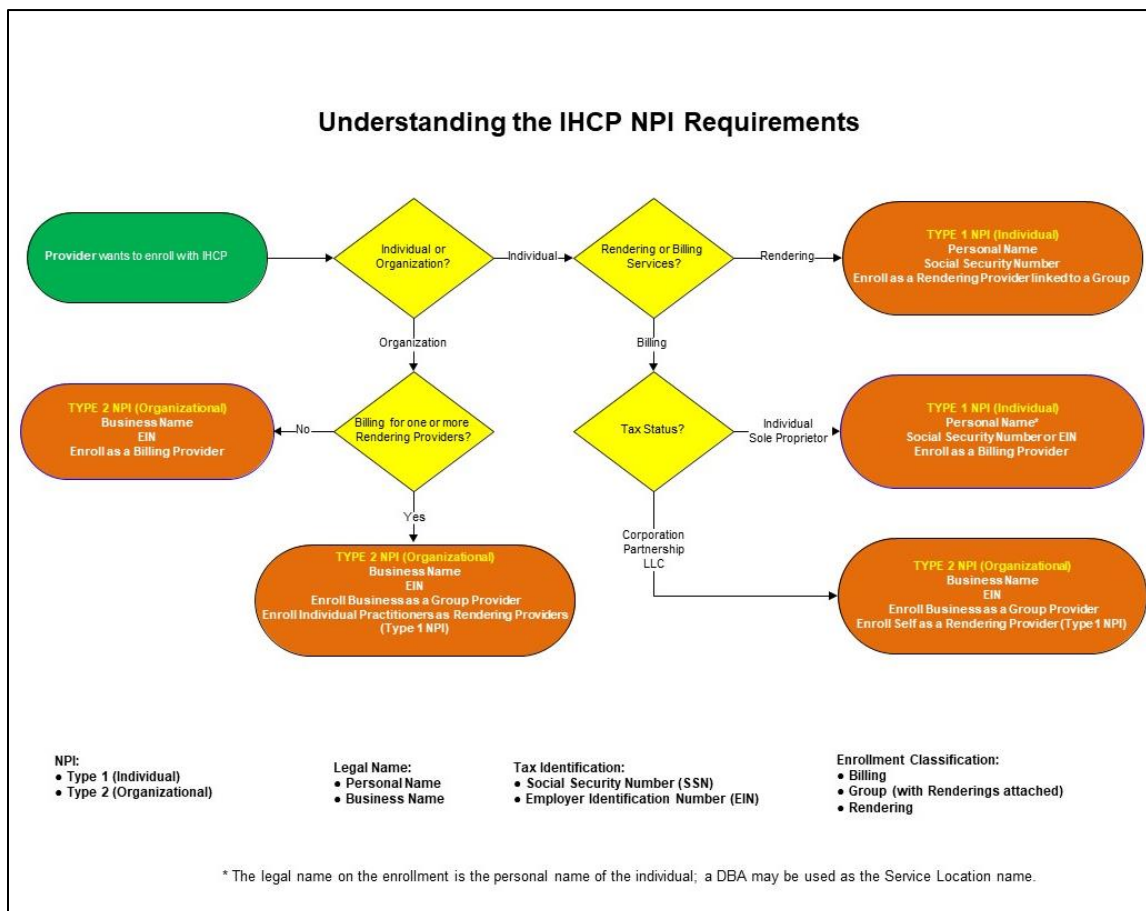 Understanding the IHCP NPI Requirements
Provider wants to enroll with IHCP
Individual or
Organization?
Individual
Rendering or Billing
Services?
Rendering
TYPE 1 NPI (Individual)
Personal Name
Social Security Number
Enroll as a Rendering Provider linked to a Group
Organization
Billing
TYPE 2 NPI (Organizational)
Business Name
EIN
Enroll as a Billing Provider
No
Billing for one or more
Rendering Providers?
Tax Status?
Individual
Sole Proprietor
TYPE 1 NPI (Individual)
Personal Name*
Social Security Number or EIN
Enroll as a Billing Provider
Yes
TYPE 2 NPI (Organizational)
Business Name
EIN
Enroll Business as a Group Provider
Enroll Individual Practitioners as Rendering Providers
(Type 1 NPI)
Corporation
Partnership
LLC
TYPE 2 NPI (Organizational)
Business Name
EIN
Enroll Business as a Group Provider
Enroll Self as a Rendering Provider (Type 1 NPI)
NPI:
● Type 1 (Individual)
● Type 2 (Organizational)
Legal Name:
● Personal Name
● Business Name
Tax Identification:
● Social Security Number (SSN)
● Employer Identification Number (EIN)
Enrollment Classification:
● Billing
● Group (with Renderings attached)
● Rendering
* The legal name on the enrollment is the personal name of the individual; a DBA may be used as the Service Location name.